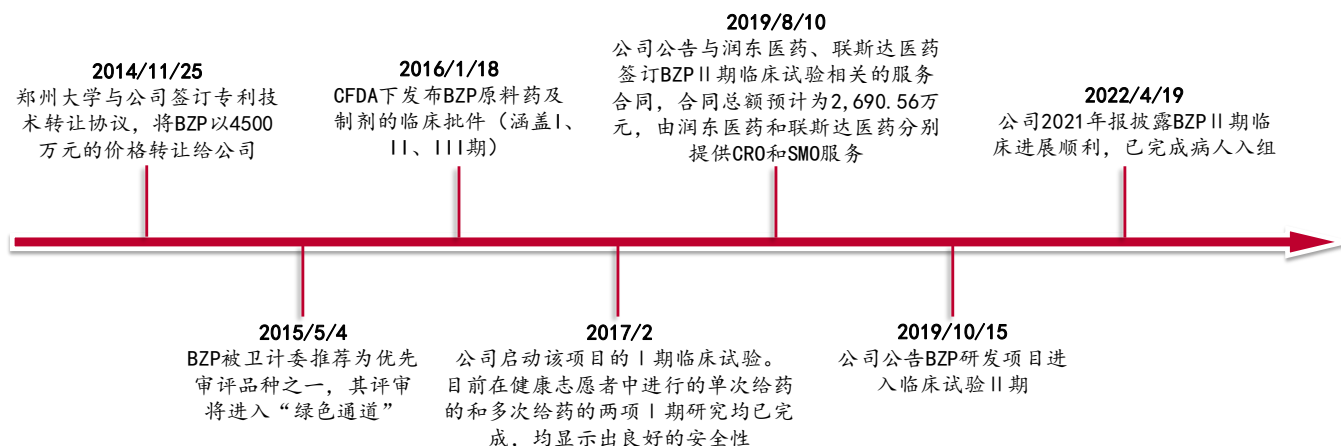 2014/11/25
郑州大学与公司签订专利技
术转让协议，将BZP以4500
万元的价格转让给公司
2016/1/18
CFDA下发布BZP原料药及
制剂的临床批件（涵盖I、
II、III期）
2019/8/10
公司公告与润东医药、联斯达医药
签订BZPⅡ期临床试验相关的服务
合同，合同总额预计为2,690.56万
元，由润东医药和联斯达医药分别
提供CRO和SMO服务
2022/4/19
公司2021年报披露BZPⅡ期临
床进展顺利，已完成病人入组
2015/5/4
BZP被卫计委推荐为优先
审评品种之一，其评审
将进入“绿色通道”
2017/2
公司启动该项目的Ⅰ期临床试验。
目前在健康志愿者中进行的单次给药
的和多次给药的两项Ⅰ期研究均已完
成，均显示出良好的安全性
2019/10/15
公司公告BZP研发项目进
入临床试验Ⅱ期